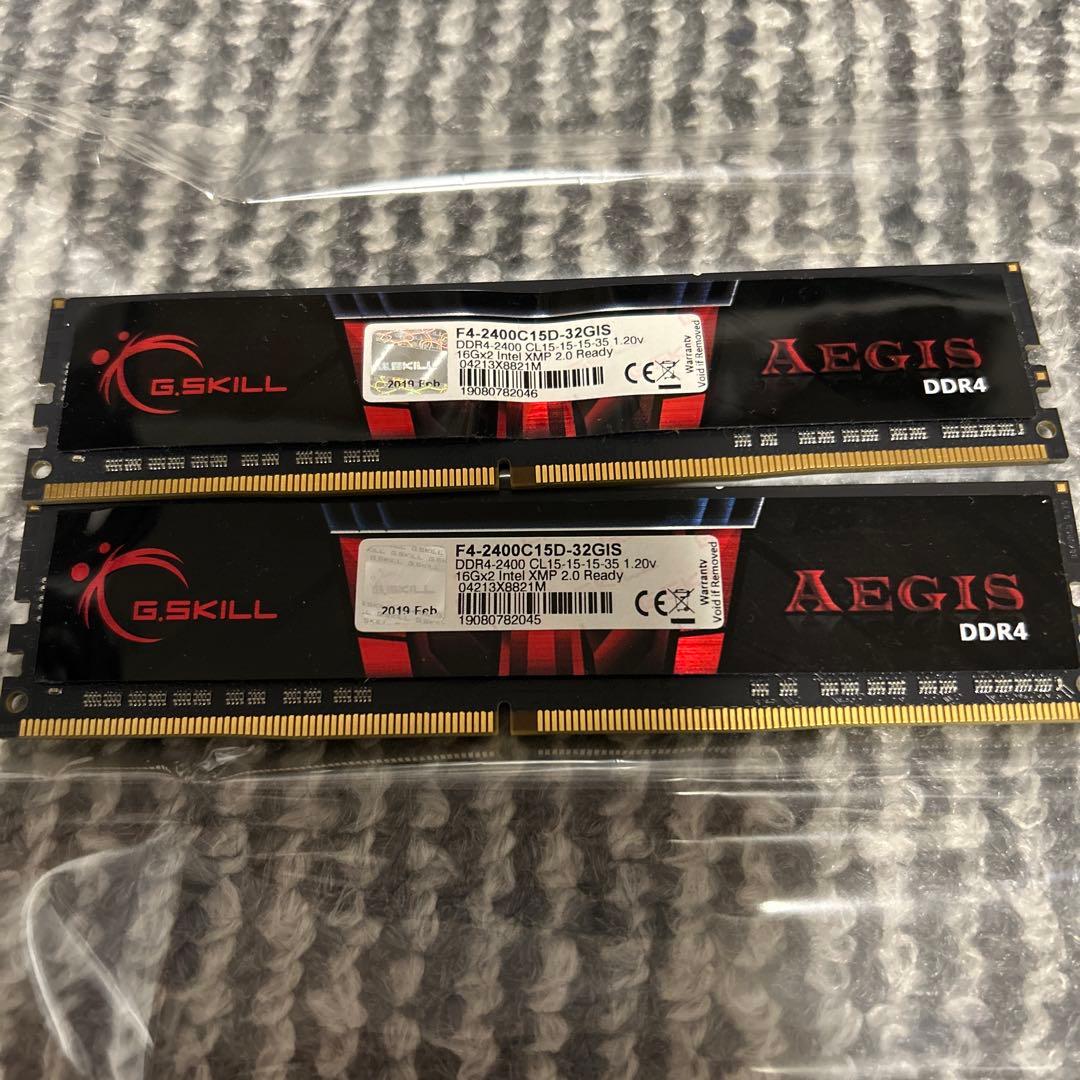 G.SKILL
F4-2400C15D-32GIS
DDR4-2400 CL15-15-15-35 1.20v
16Gx2 Intel XMP 2.0 Ready
04213X8821M
2019 Feb
19080782046
CE
Warranty
Void if Removed
AEGIS
DDR4
G.SKILL
F4-2400C15D-32GIS
DDR4-2400 CL15-15-15-35 1.20v
16Gx2 Intel XMP 2.0 Ready
04213X8821M
2019 Feb
19080782045
CE
Warranty
Void if Removed
AEGIS
DDR4